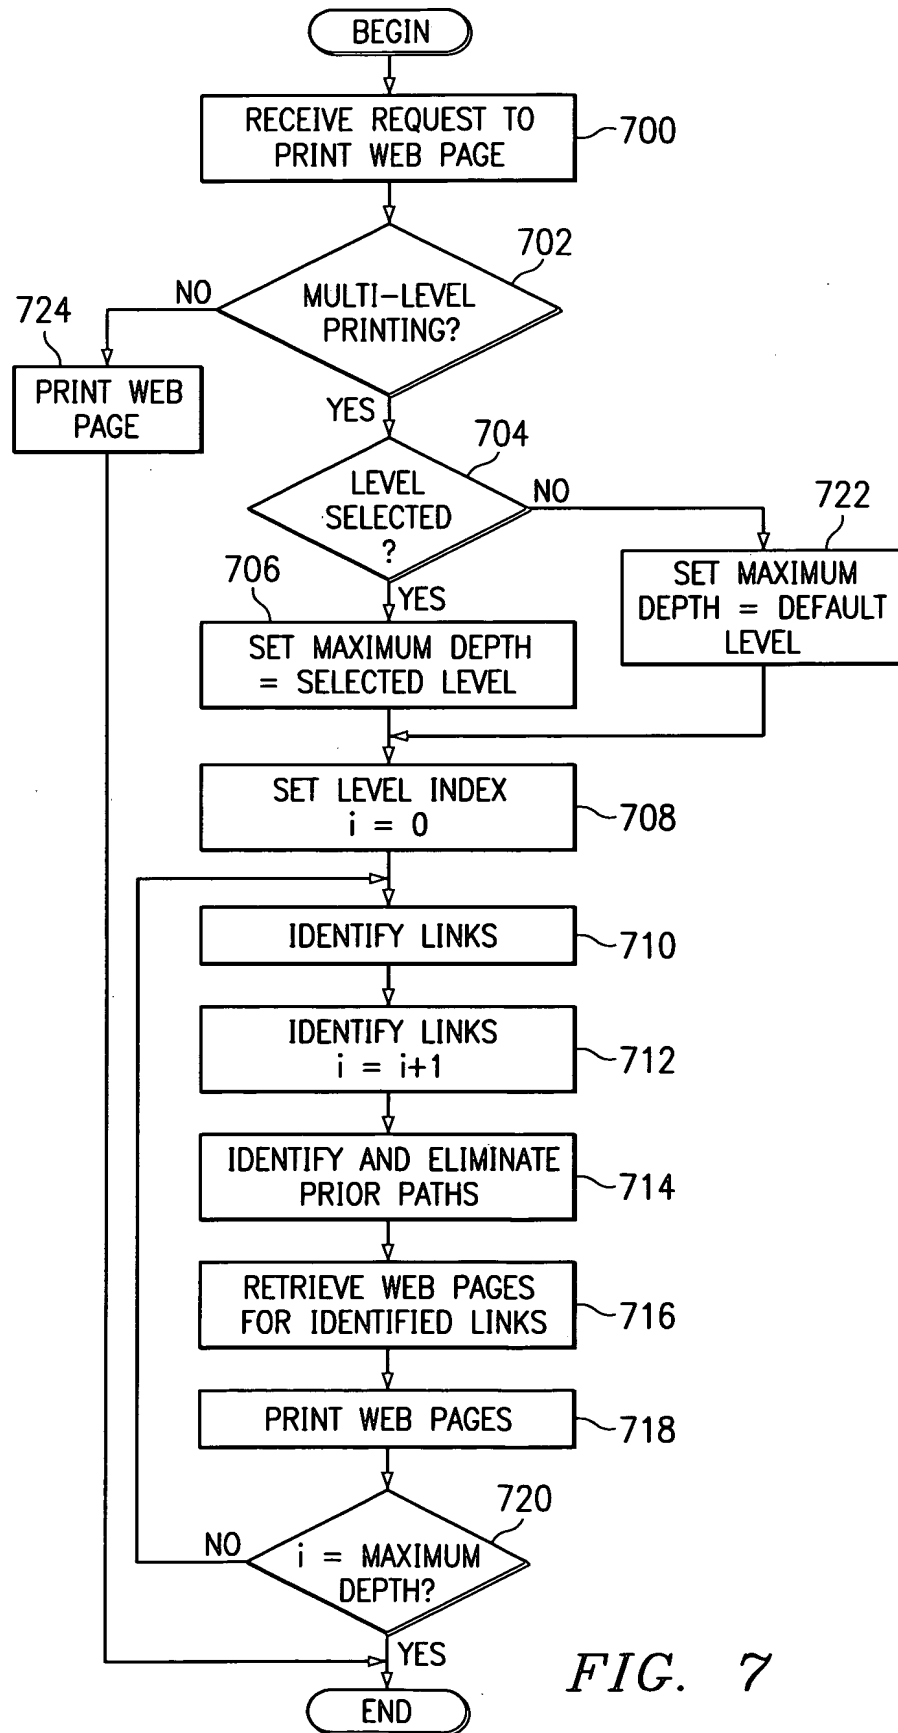 BEGIN
RECEIVE REQUEST TO
PRINT WEB PAGE
700
702
MULTI-LEVEL
PRINTING?
NO
724
PRINT WEB
PAGE
YES
704
LEVEL
SELECTED
?
NO
722
SET MAXIMUM
DEPTH = DEFAULT
LEVEL
706
YES
SET MAXIMUM DEPTH
= SELECTED LEVEL
SET LEVEL INDEX
i = 0
708
IDENTIFY LINKS
710
IDENTIFY LINKS
i = i+1
712
IDENTIFY AND ELIMINATE
PRIOR PATHS
714
RETRIEVE WEB PAGES
FOR IDENTIFIED LINKS
716
PRINT WEB PAGES
718
720
NO
i = MAXIMUM
DEPTH?
YES
END
FIG. 7